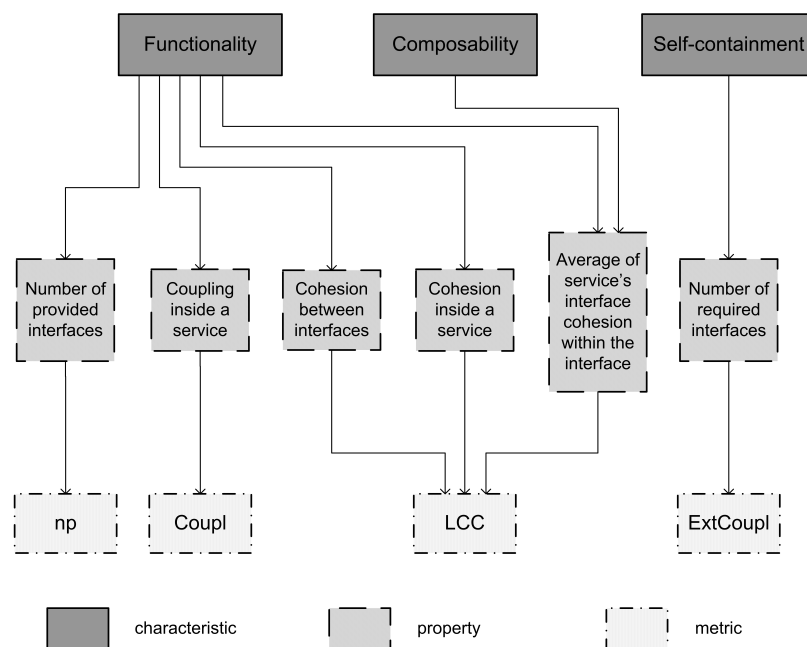 Functionality
Composability
Self-containment
Number of
provided
interfaces
Coupling
inside a
service
Cohesion
between
interfaces
Cohesion
inside a
service
Average of
service's
interface
cohesion
within the
interface
Number of
required
interfaces
np
Coupl
LCC
ExtCoupl
characteristic
property
metric